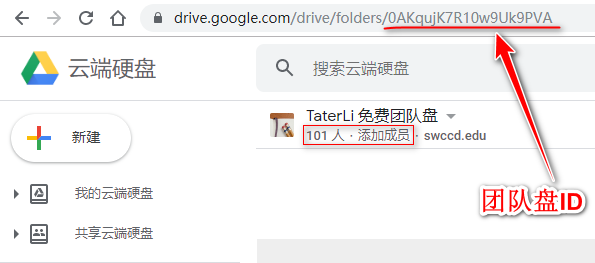 drive.google.com/drive/folders/0AKqujK7R10w9Uk9PVA
云端硬盘
搜索云端硬盘
TaterLi 免费团队盘
101 人 · 添加成员 · swccd.edu
新建
我的云端硬盘
团队盘ID
共享云端硬盘